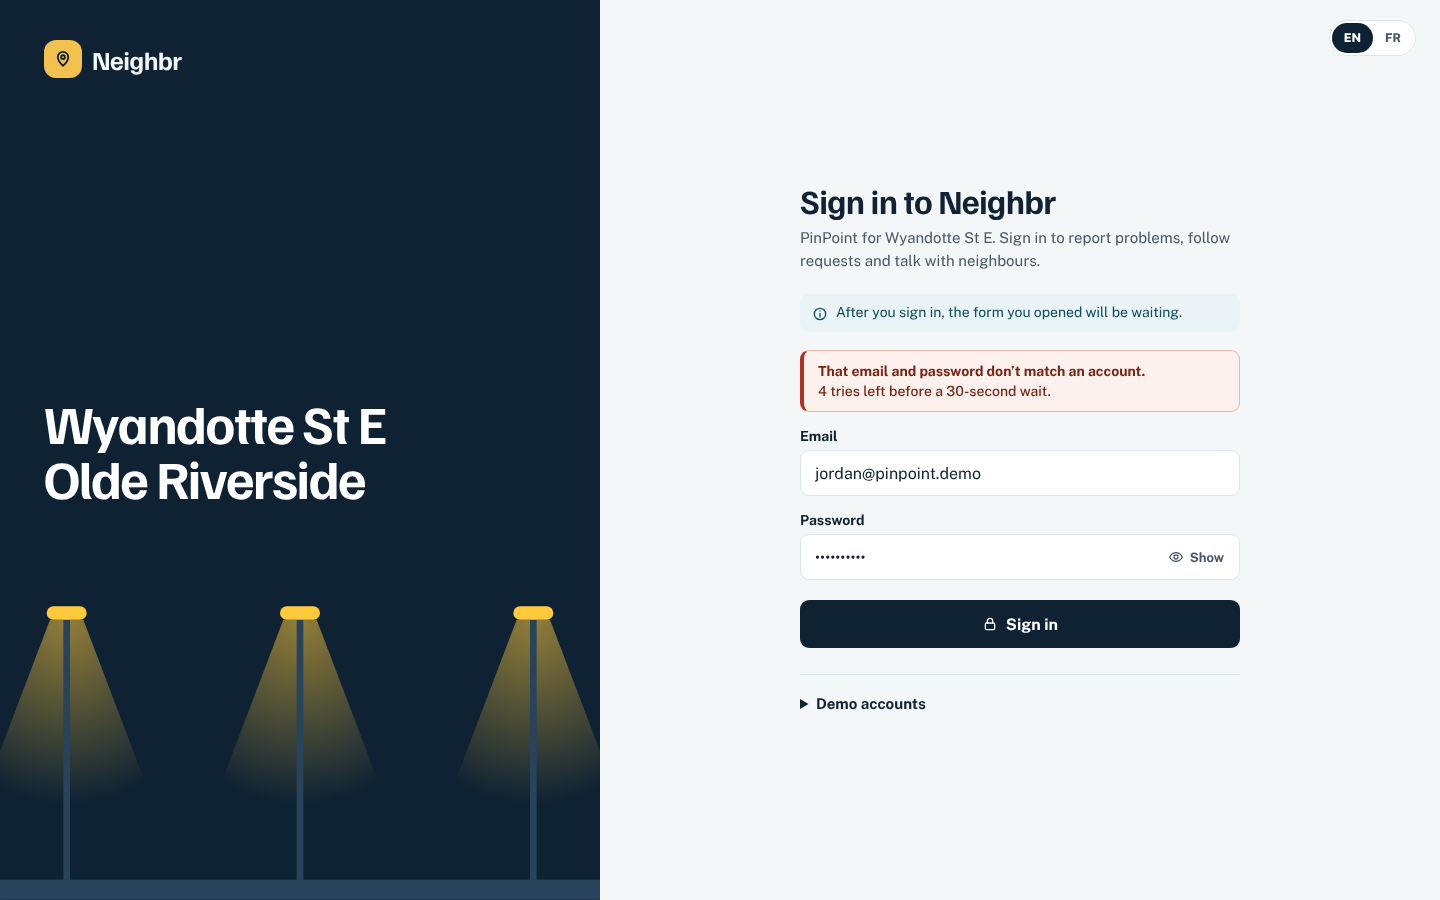 Neighbr
Wyandotte St E
Olde Riverside
EN FR
Sign in to Neighbr
PinPoint for Wyandotte St E. Sign in to report problems, follow
requests and talk with neighbours.
After you sign in, the form you opened will be waiting.
That email and password don’t match an account.
4 tries left before a 30-second wait.
Email
jordan@pinpoint.demo
Password
••••••••••
Show
Sign in
Demo accounts